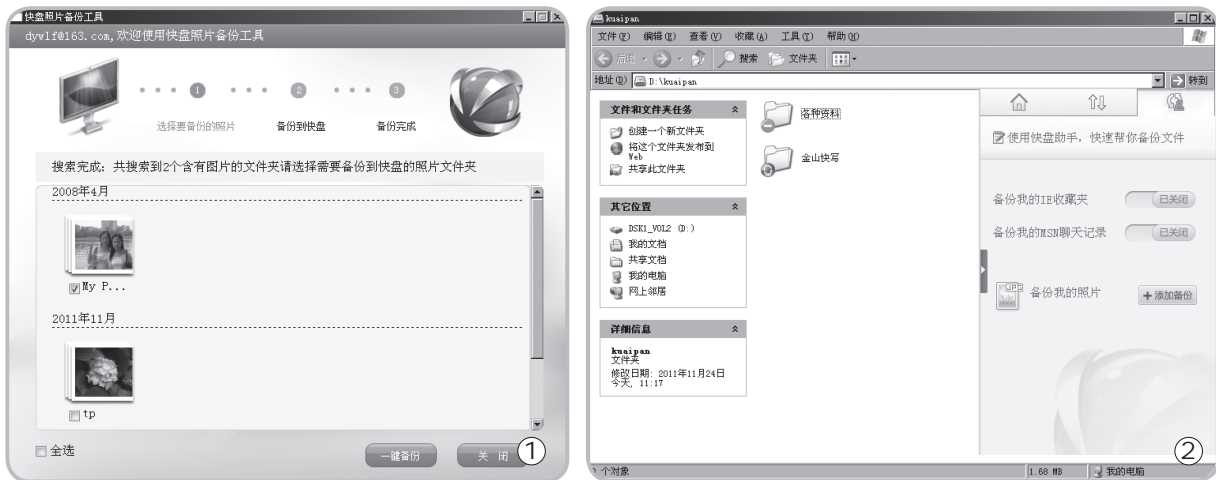 快盘照片备份工具
dywlf@163.com,欢迎使用快盘照片备份工具
1 2 3
选择要备份的照片 备份到快盘 备份完成
搜索完成: 共搜索到2个含有图片的文件夹请选择需要备份到快盘的照片文件夹
2008年4月
My P...
2011年11月
tp
全选
一键备份 关 闭
①
kuaipan
文件(F) 编辑(E) 查看(V) 收藏(A) 工具(T) 帮助(H)
后退 搜索 文件夹
地址(D) D:\kuaipan 转到
文件和文件夹任务
创建一个新文件夹
将这个文件夹发布到
Web
共享此文件夹
其它位置
DSK1_VOL2 (D:)
我的文档
共享文档
我的电脑
网上邻居
详细信息
kuaipan
文件夹
修改日期: 2011年11月24日
今天, 11:17
各种资料
金山快写
使用快盘助手, 快速帮你备份文件
备份我的IE收藏夹 已关闭
备份我的MSN聊天记录 已关闭
JPG
备份我的照片 +添加备份
个对象 1.68 MB 我的电脑
②